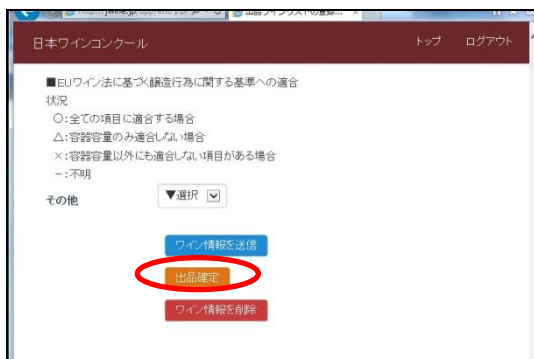 日本ワインコンクール
トップ ログアウト
■EUワイン法に基づく醸造行為に関する基準への適合
状況
○:全ての項目に適合する場合
△:容器容量のみ適合しない場合
×:容器容量以外にも適合しない項目がある場合
－:不明
その他 ▼選択
ワイン情報を送信
出品確定
ワイン情報を削除